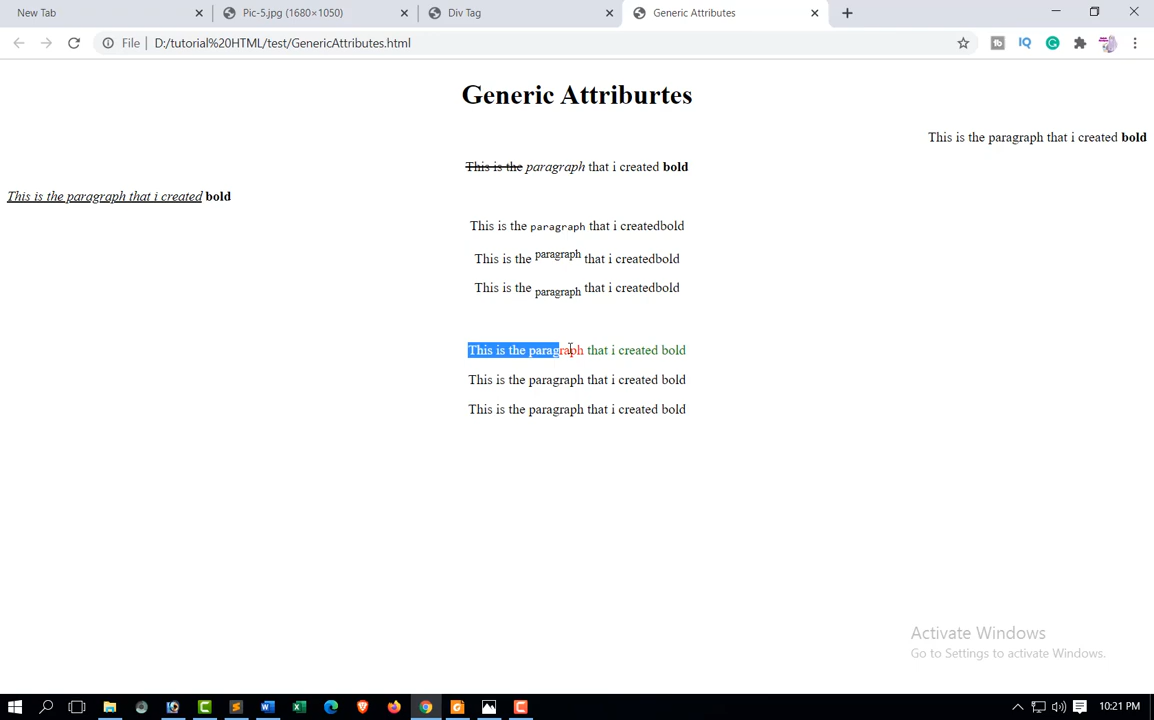 New Tab
Pic-5.jpg (1680×1050)
Div Tag
Generic Attributes
File
D:/tutorial%20HTML/test/GenericAttributes.html
Generic Attriburtes
This is the paragraph that i created bold
This is the paragraph that i created bold
This is the paragraph that i created bold
This is the paragraph that i createdbold
This is the paragraph that i createdbold
This is the paragraph that i createdbold
This is the paragraph that i created bold
This is the paragraph that i created bold
This is the paragraph that i created bold
Activate Windows
Go to Settings to activate Windows.
10:21 PM